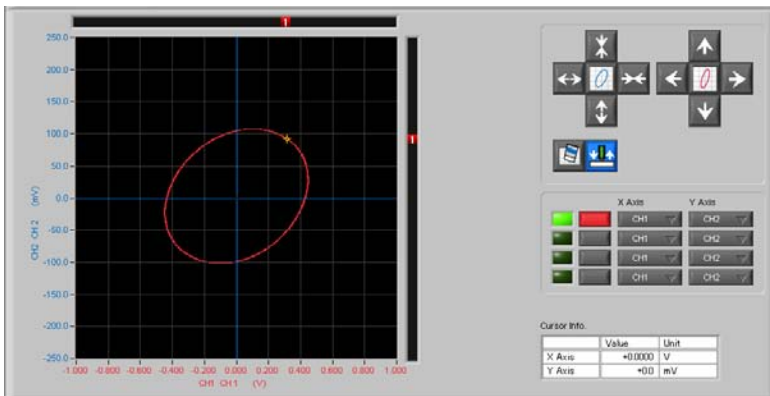 1
250.0
200.0
150.0
100.0
50.0
0.0
-50.0
-100.0
-150.0
-200.0
-250.0
CH2 CH 2 (mV)
1
-1.000 -0.800 -0.600 -0.400 -0.200 0.000 0.200 0.400 0.600 0.800 1.000
CH1 CH 1 (V)
X Axis Y Axis
CH1 CH2
CH1 CH2
CH1 CH2
CH1 CH2
Cursor Info.
Value Unit
X Axis +0.0000 V
Y Axis +0.0 mV